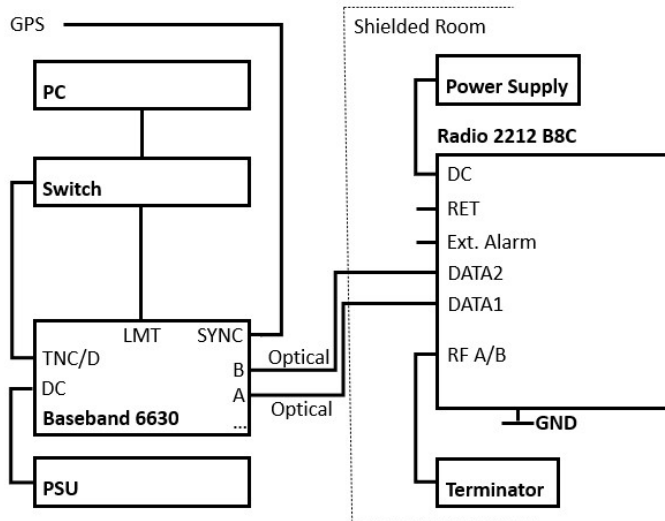 GPS
Shielded Room
PC
Power Supply
Radio 2212 B8C
Switch
DC
RET
Ext. Alarm
DATA2
DATA1
RF A/B
LMT SYNC
TNC/D
B Optical
DC
A Optical
Baseband 6630 ...
GND
PSU
Terminator